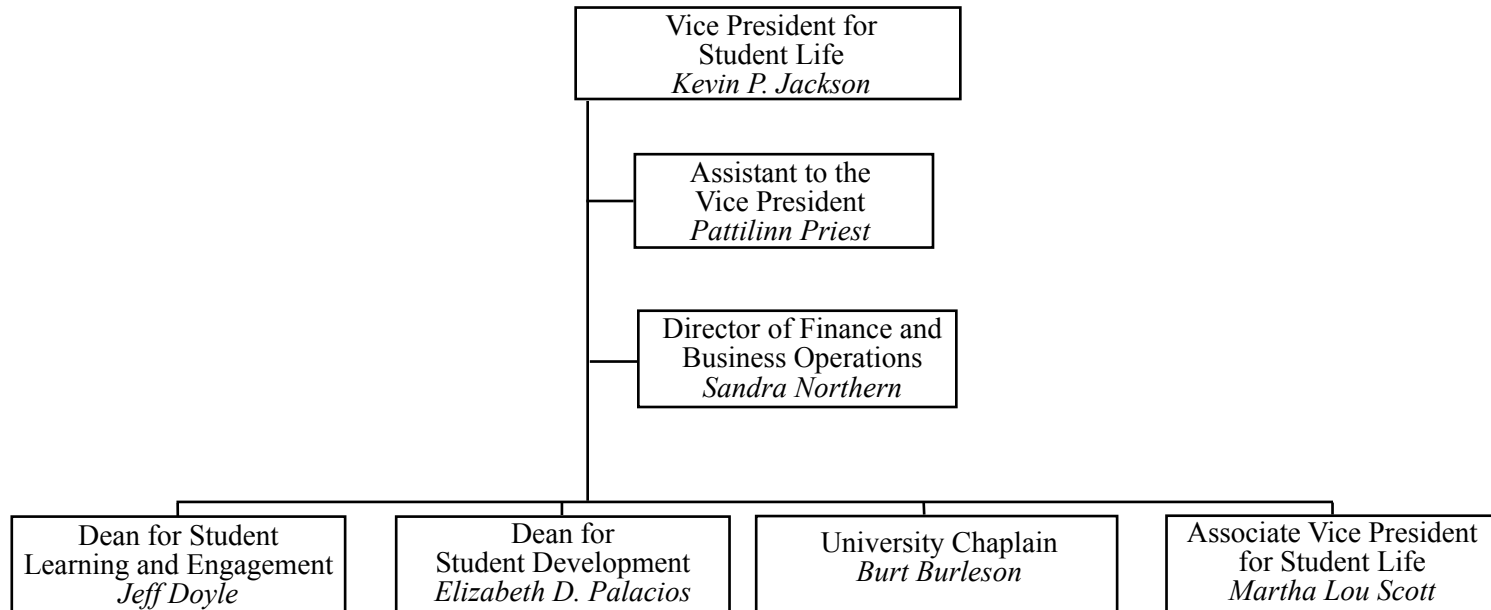 Vice President for
Student Life
Kevin P. Jackson
Assistant to the
Vice President
Pattilinn Priest
Director of Finance and
Business Operations
Sandra Northern
Dean for Student
Learning and Engagement
Jeff Doyle
Dean for
Student Development
Elizabeth D. Palacios
University Chaplain
Burt Burleson
Associate Vice President
for Student Life
Martha Lou Scott